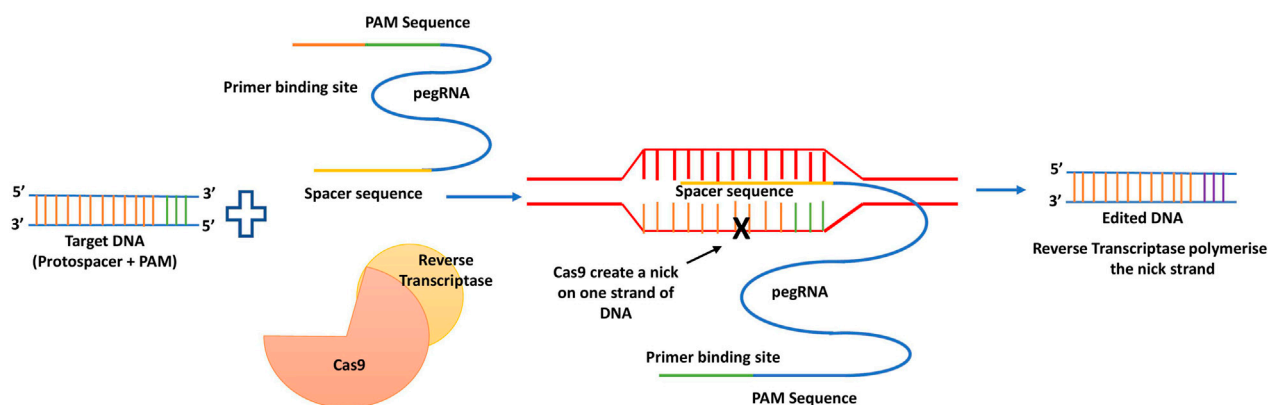 PAM Sequence
Primer binding site
pegRNA
Spacer sequence
5’
3’
3’
5’
Target DNA
(Protospacer + PAM)
Reverse
Transcriptase
Cas9
Spacer sequence
Cas9 create a nick
on one strand of
DNA
pegRNA
Primer binding site
PAM Sequence
X
5’
3’
Edited DNA
Reverse Transcriptase polymerise
the nick strand